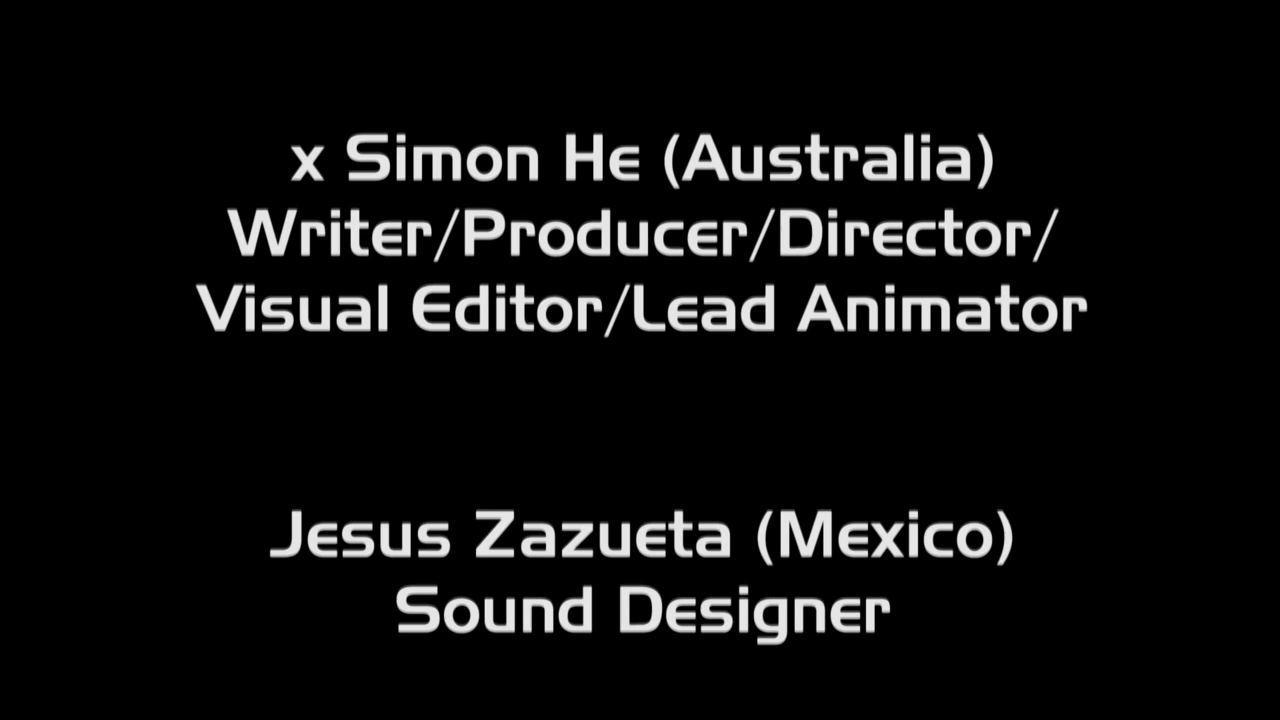 x Simon He (Australia)
Writer/Producer/Director/
Visual Editor/Lead Animator
Jesus Zazueta (Mexico)
Sound Designer